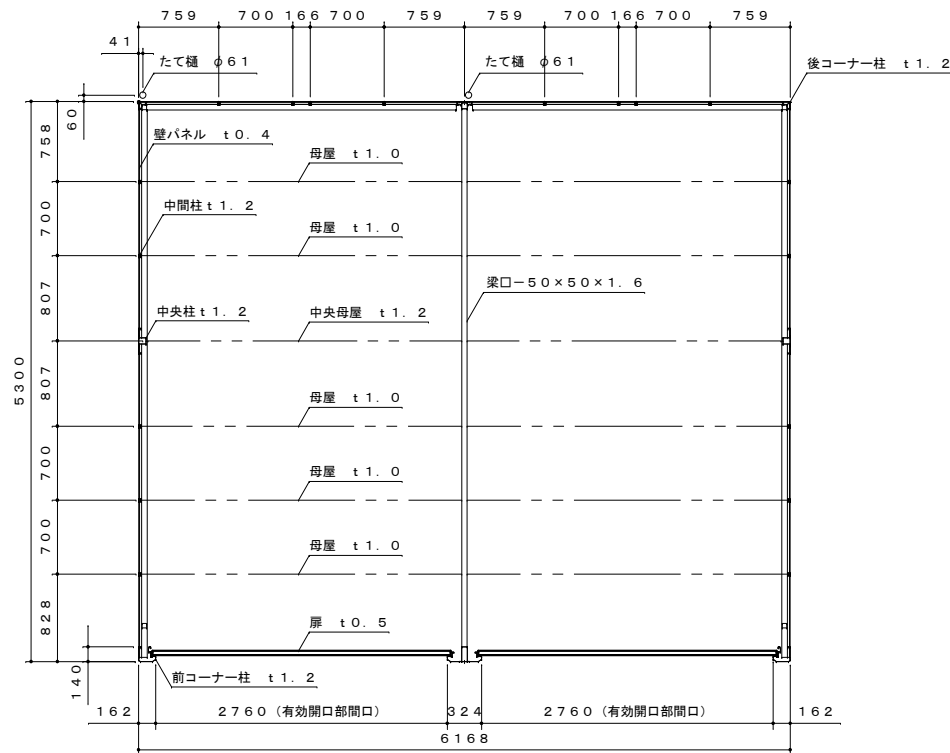 ７５９ ７００ １６６ ７００ ７５９ ７５９ ７００ １６６ ７００ ７５９
４１
たて樋　φ６１ たて樋　φ６１ 後コーナー柱　ｔ１．２
６０
７５８
壁パネル　ｔ０．４
母屋　ｔ１．０
７００
中間柱ｔ１．２
母屋　ｔ１．０
８０７
梁口－５０×５０×１．６
中央柱ｔ１．２ 中央母屋　ｔ１．２
５３００
８０７
母屋　ｔ１．０
７００
母屋　ｔ１．０
７００
母屋　ｔ１．０
８２８
扉　ｔ０．５
１４０
前コーナー柱　ｔ１．２
１６２ ２７６０（有効開口部間口） ３２４ ２７６０（有効開口部間口） １６２
６１６８